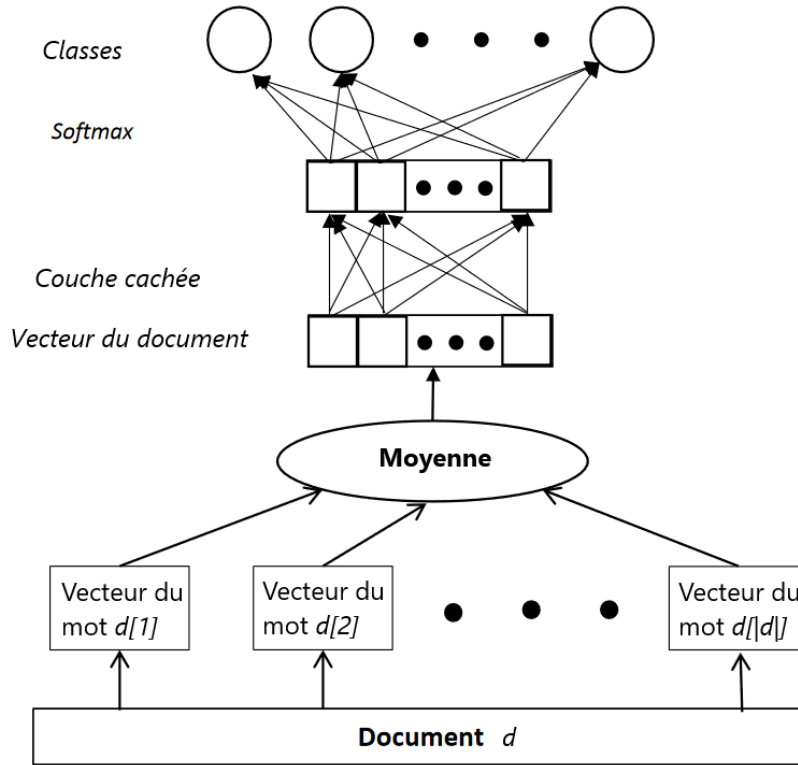 Classes
Softmax
Couche cachée
Vecteur du document
Moyenne
Vecteur du
mot d[1]
Vecteur du
mot d[2]
Vecteur du
mot d[|d|]
Document d